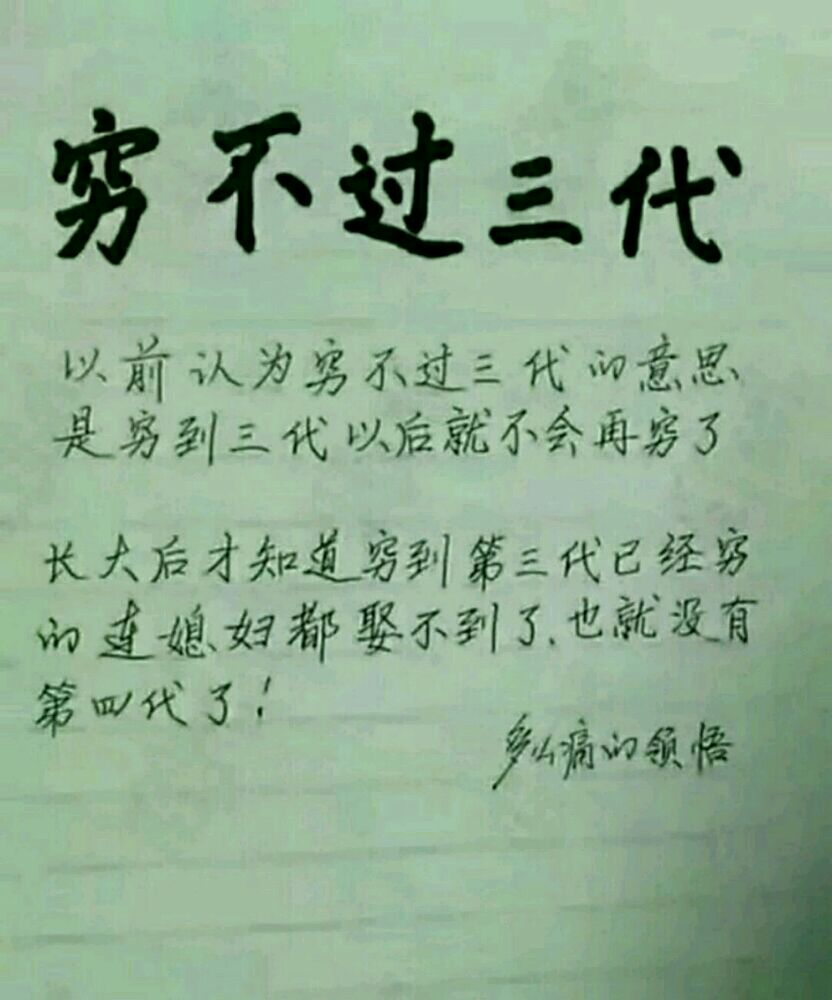 穷不过三代
以前认为穷不过三代的意思
是穷到三代以后就不会再穷了
长大后才知道穷到第三代已经穷
的连媳妇都娶不到了.也就没有
第四代了!
多么痛的领悟